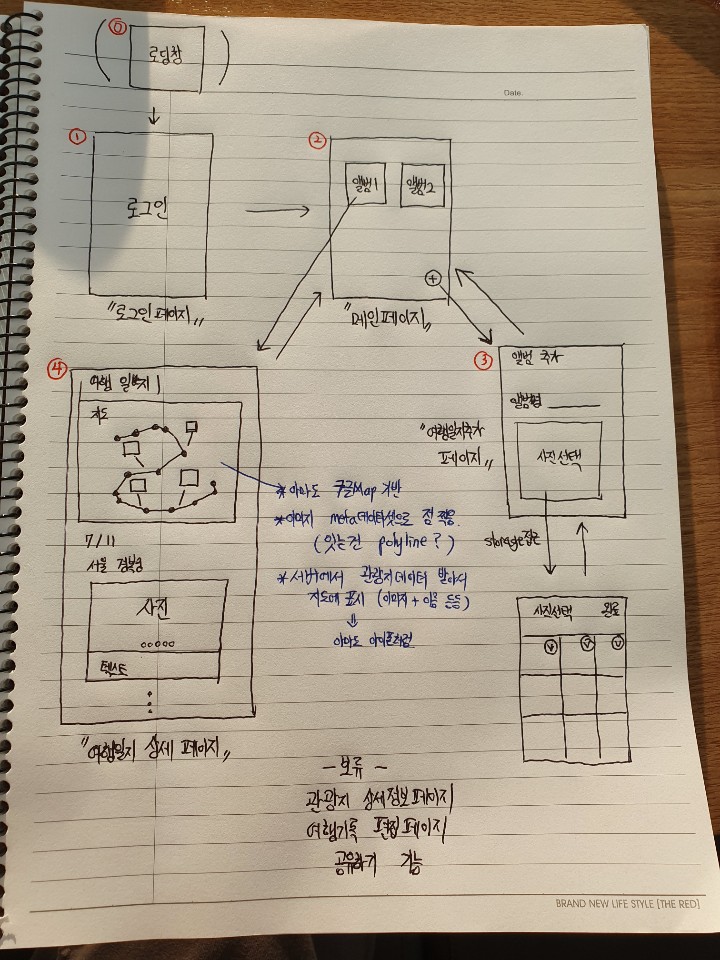 ⓪
로딩창
Date.
①
로그인
"로그인 페이지"
②
앨범1
앨범2
+
"메인페이지"
③
앨범 추가
앨범명
사진선택
"여행일지추가
페이지"
storage접근
사진선택 완료
④
여행 일지 1
지도
7/11
서울 경복궁
사진
텍스트
"여행일지 상세 페이지"
* 아마도 구글Map 기반
* 이미지 meta데이터셋으로 점 찍음
(잇는건 polyline?)
* 서버에서 관광지데이터 받아서
지도에 표시 (이미지 + 이름 등등)
아마도 아이폰처럼
- 보류 -
관광지 상세정보페이지
여행기록 편집페이지
공유하기 기능
BRAND NEW LIFE STYLE [THE RED]